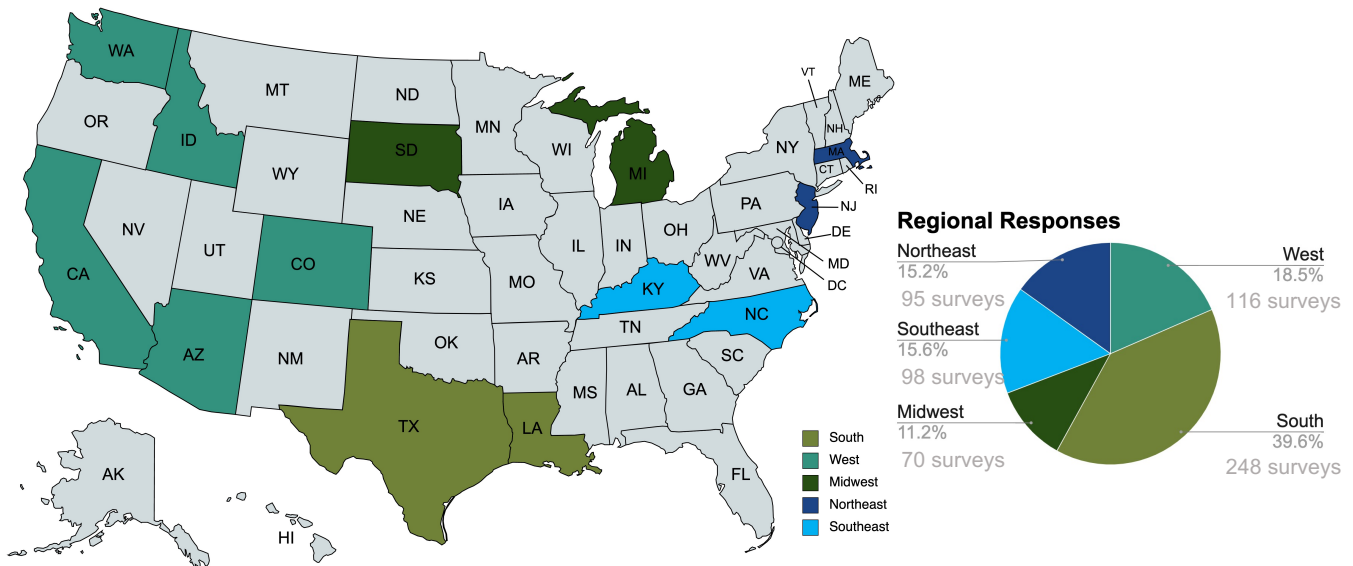 WA
MT
ND
MN
OR
ID
SD
WI
MI
WY
VT
ME
NH
NY
MA
CT
RI
NV
UT
CA
CO
NE
IA
IL
IN
OH
PA
NJ
DE
MD
DC
WV
VA
KS
MO
KY
NC
TN
AZ
NM
OK
AR
SC
MS
AL
GA
TX
LA
FL
AK
HI
South
West
Midwest
Northeast
Southeast
Regional Responses
Northeast
15.2%
95 surveys
Southeast
15.6%
98 surveys
Midwest
11.2%
70 surveys
West
18.5%
116 surveys
South
39.6%
248 surveys